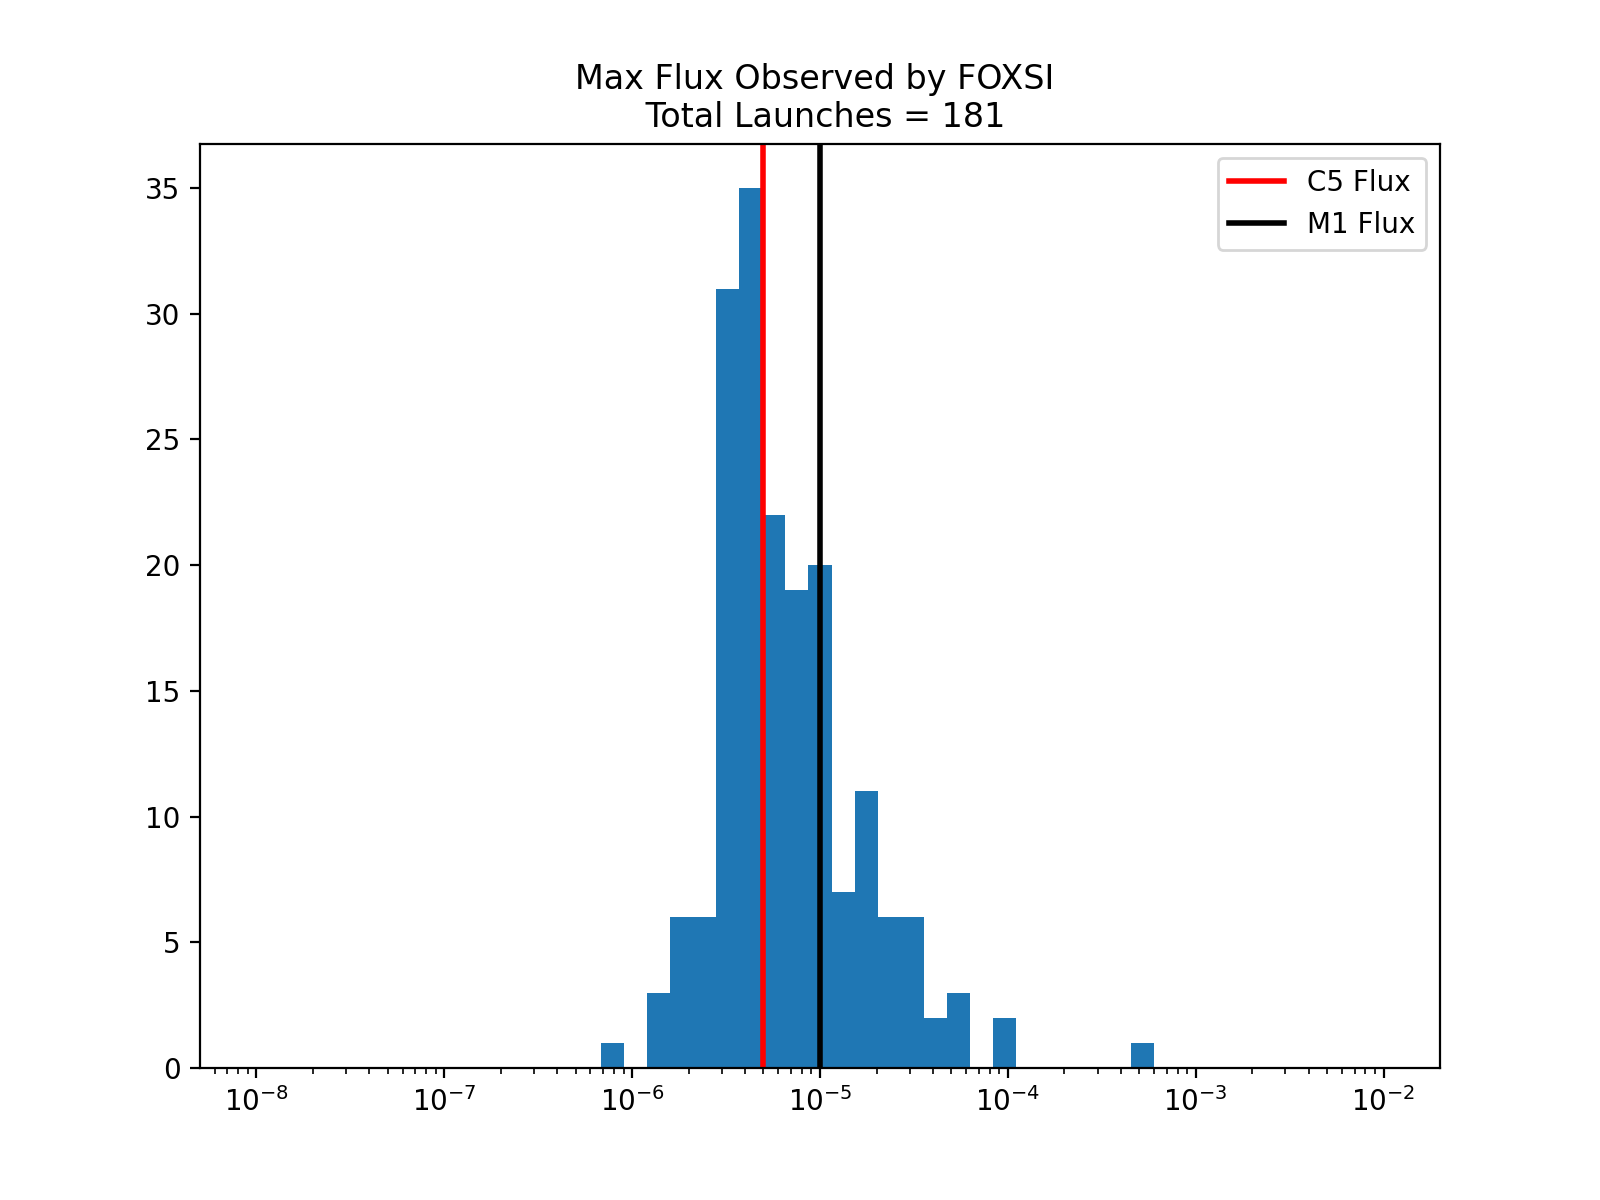 Max Flux Observed by FOXSI
Total Launches = 181
C5 Flux
M1 Flux
35
30
25
20
15
10
5
0
10⁻⁸ 10⁻⁷ 10⁻⁶ 10⁻⁵ 10⁻⁴ 10⁻³ 10⁻²